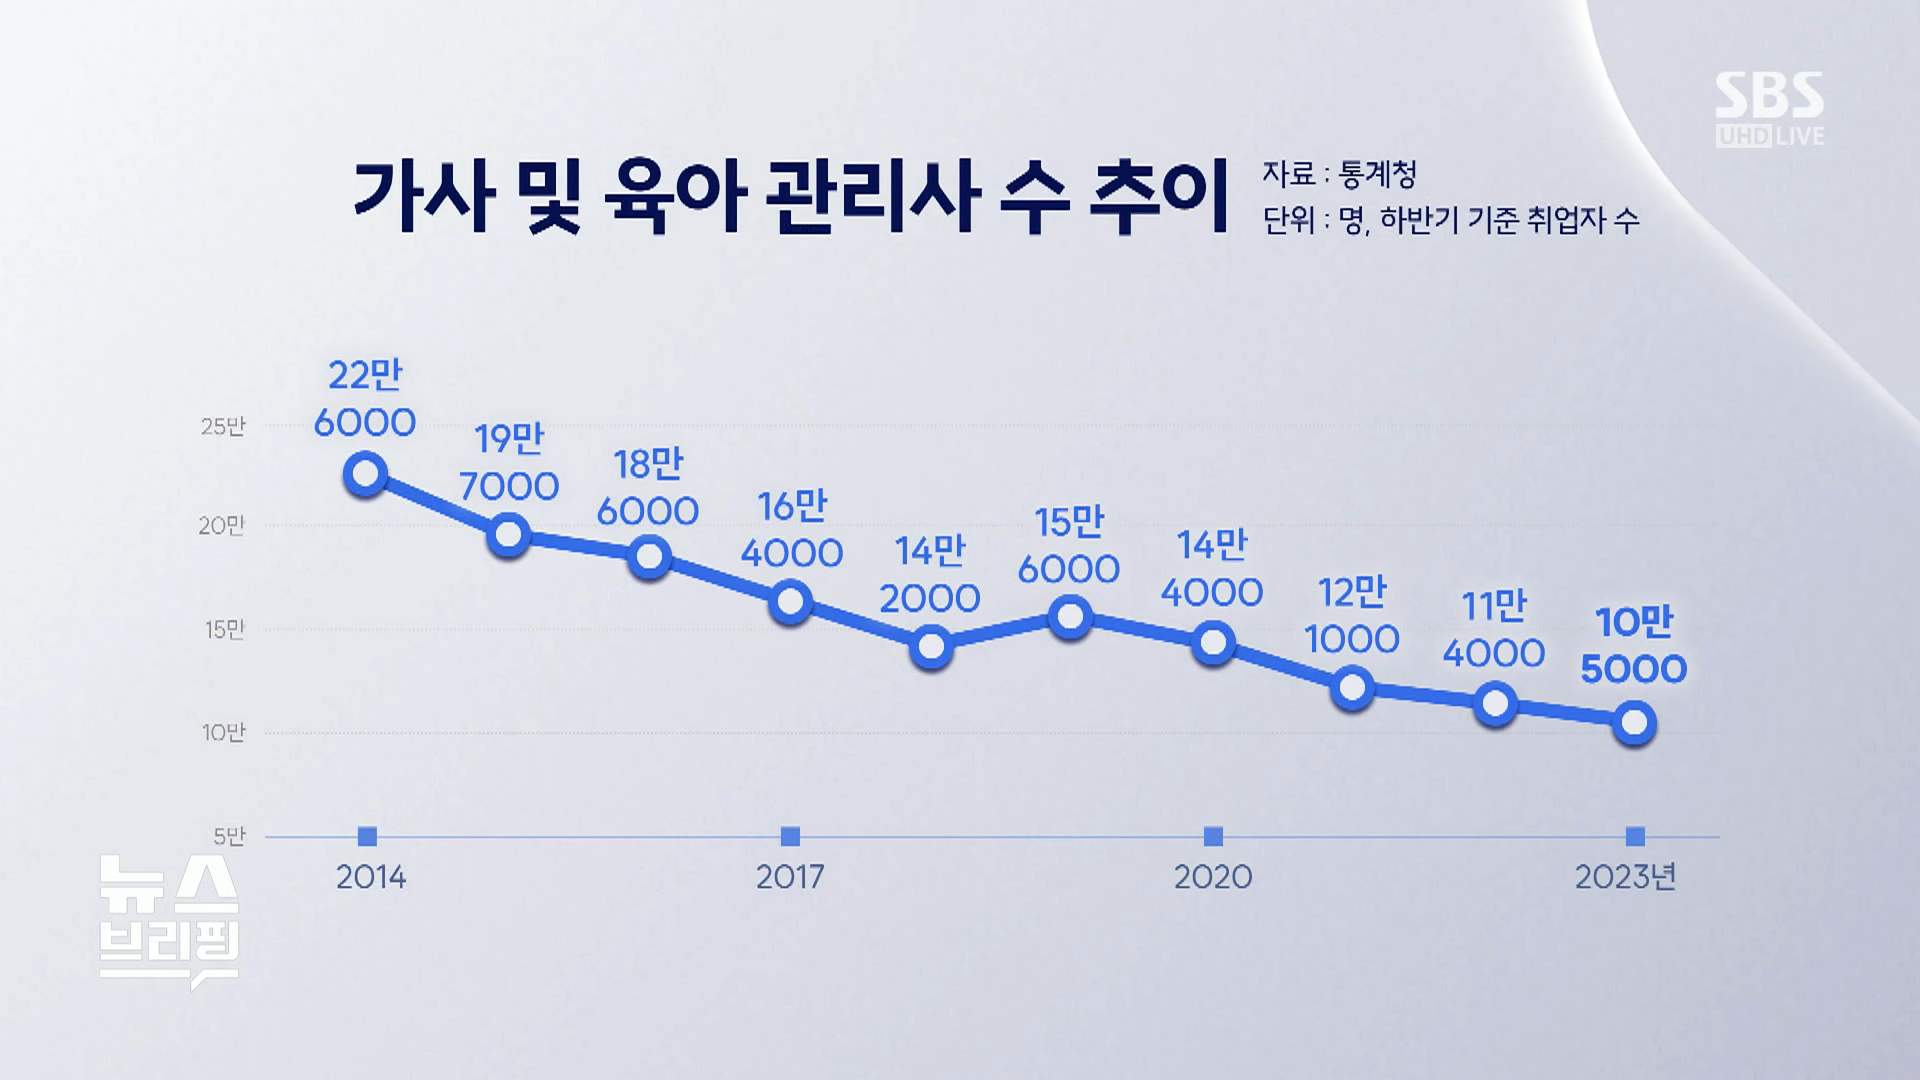 SBS
UHD LIVE
가사 및 육아 관리사 수 추이
자료 : 통계청
단위 : 명, 하반기 기준 취업자 수
25만
20만
15만
10만
5만
22만
6000
19만
7000
18만
6000
16만
4000
14만
2000
15만
6000
14만
4000
12만
1000
11만
4000
10만
5000
2014
2017
2020
2023년
뉴스
브리핑